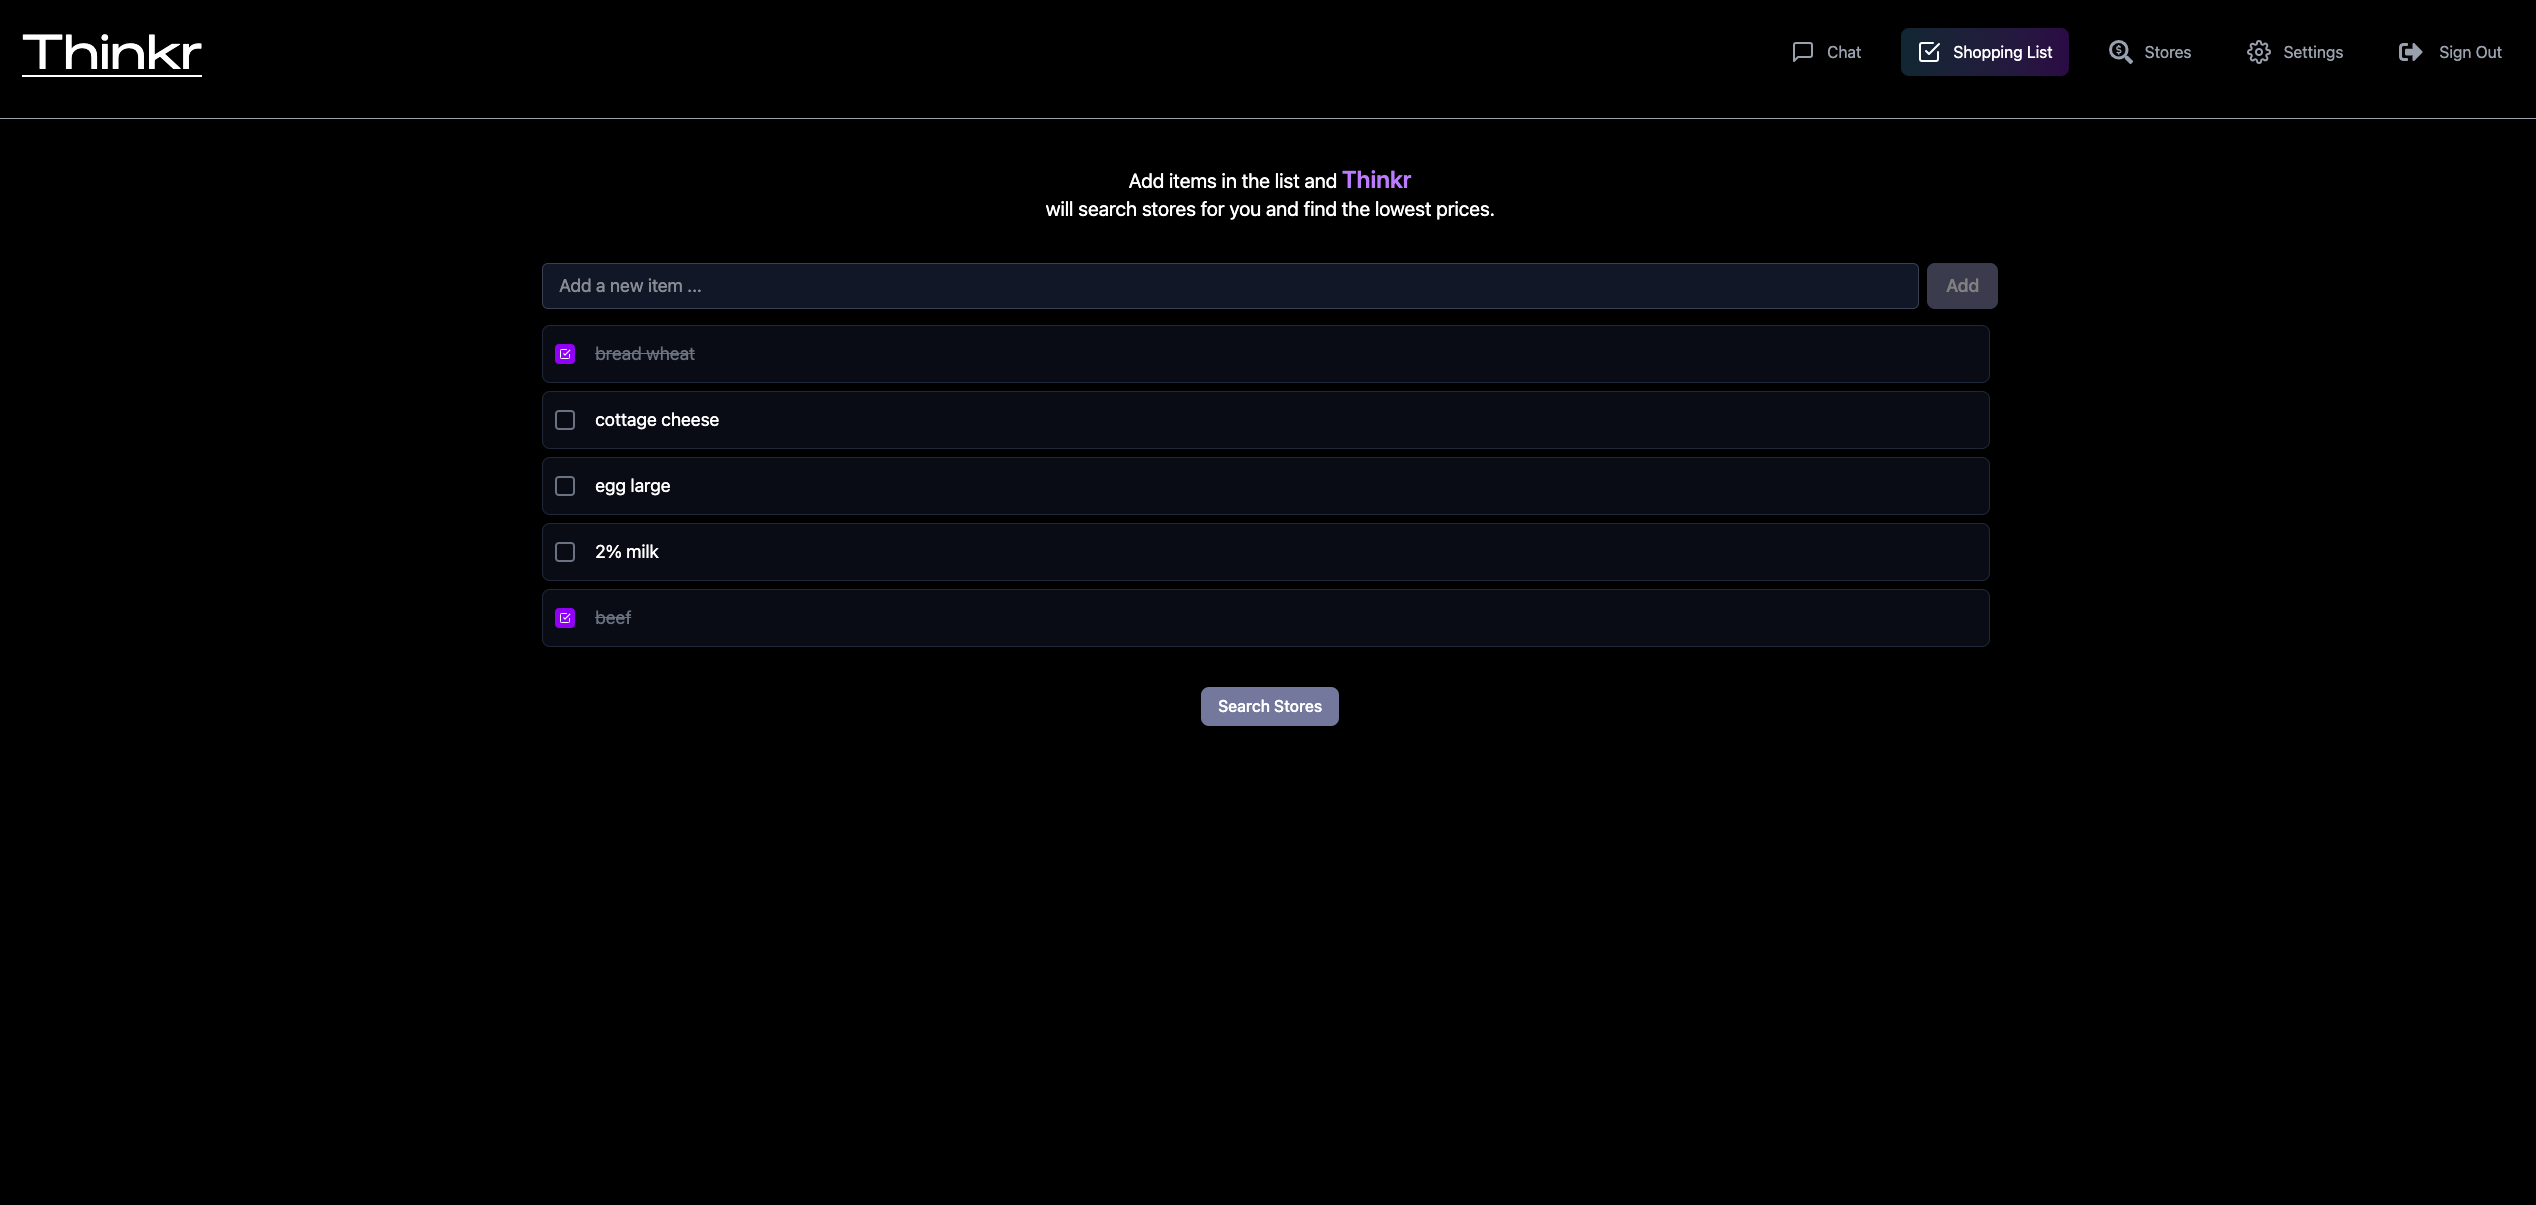 Thinkr
Chat
Shopping List
Stores
Settings
Sign Out
Add items in the list and Thinkr
will search stores for you and find the lowest prices.
Add a new item ...
Add
bread wheat
cottage cheese
egg large
2% milk
beef
Search Stores